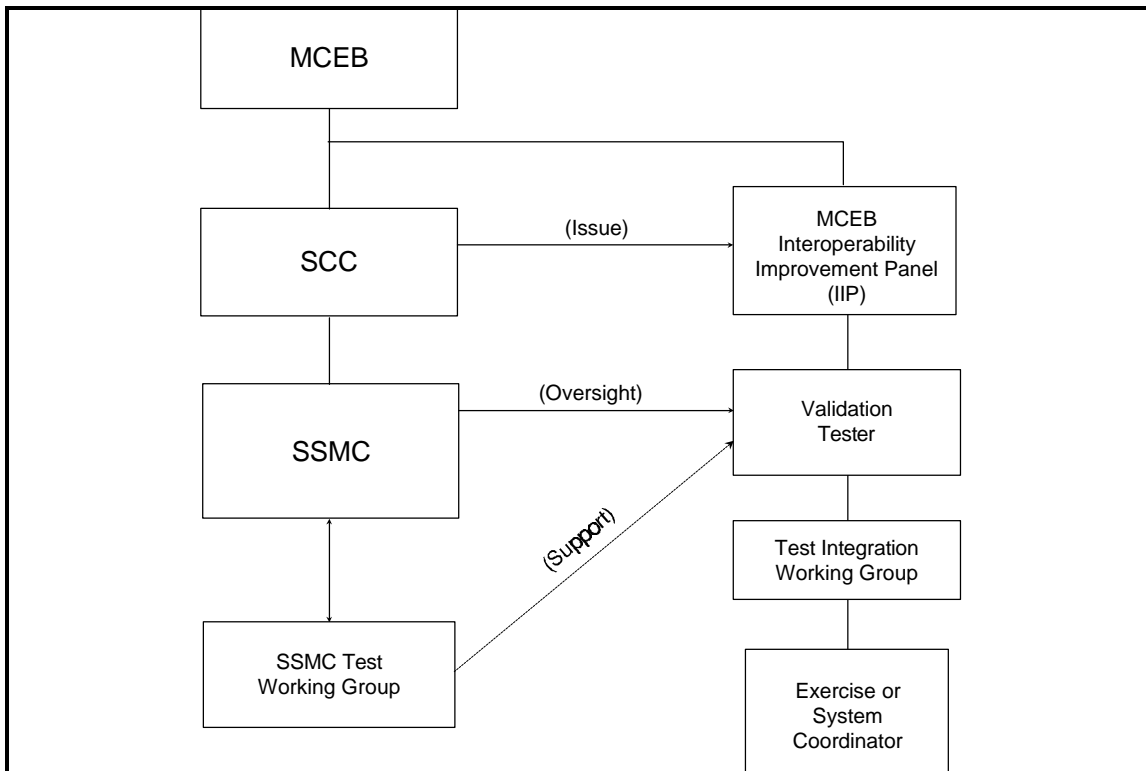 MCEB
SCC
(Issue)
MCEB
Interoperability
Improvement Panel
(IIP)
SSMC
(Oversight)
Validation
Tester
(Support)
Test Integration
Working Group
SSMC Test
Working Group
Exercise or
System
Coordinator